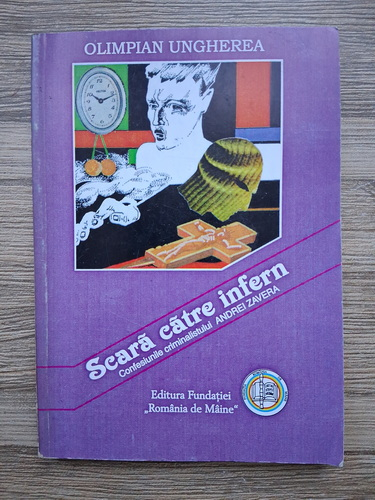 OLIMPIAN UNGHEREA
Scară către infern
Confesiunile criminalistului ANDREI ZAVERA
Editura Fundației
„România de Mâine“